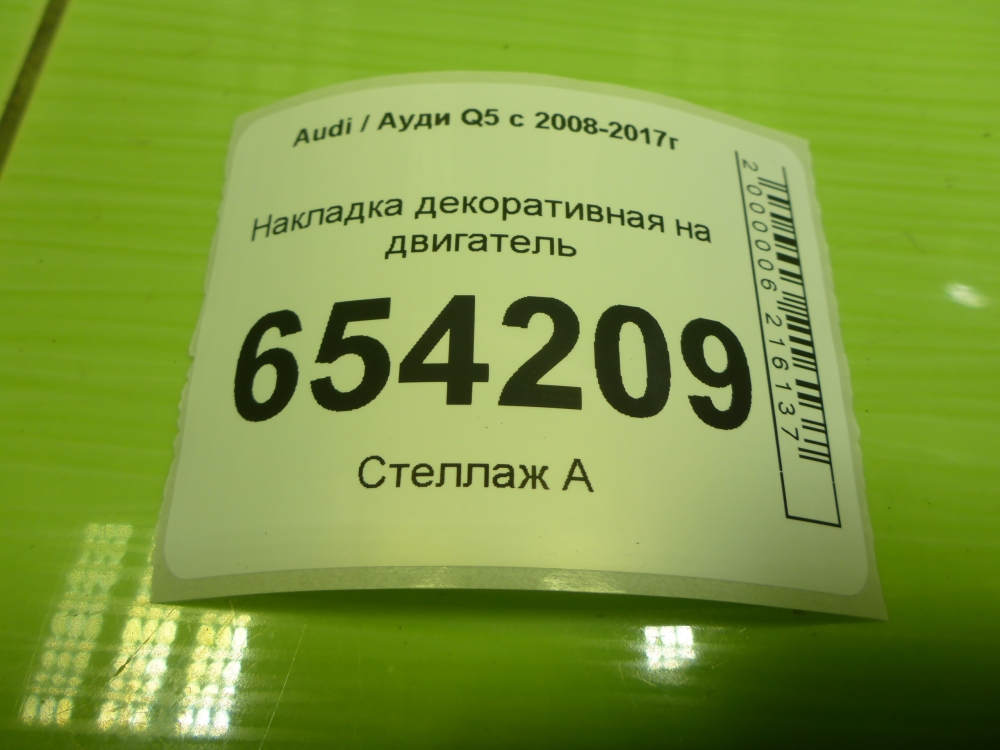 Audi / Ауди Q5 с 2008-2017г
Накладка декоративная на
двигатель
654209
Стеллаж А
2000006216137